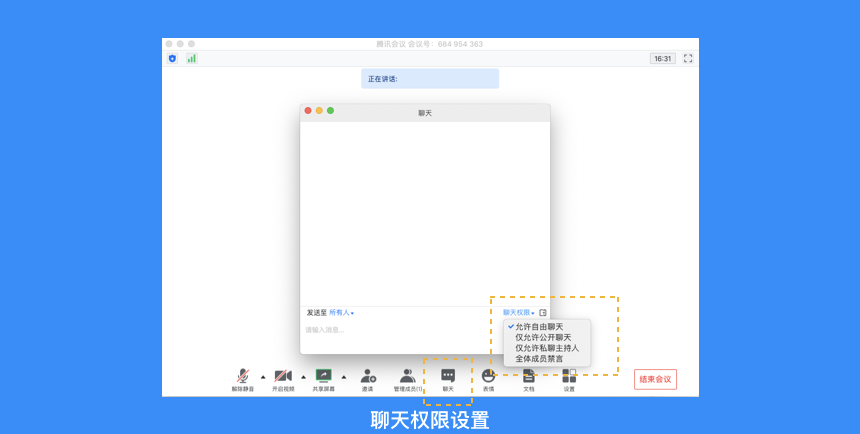 腾讯会议 会议号：684 954 363
16:31
正在讲话:
聊天
发送至 所有人
聊天权限
请输入消息...
允许自由聊天
仅允许公开聊天
仅允许私聊主持人
全体成员禁言
解除静音
开启视频
共享屏幕
邀请
管理成员(1)
聊天
表情
文档
设置
结束会议
聊天权限设置